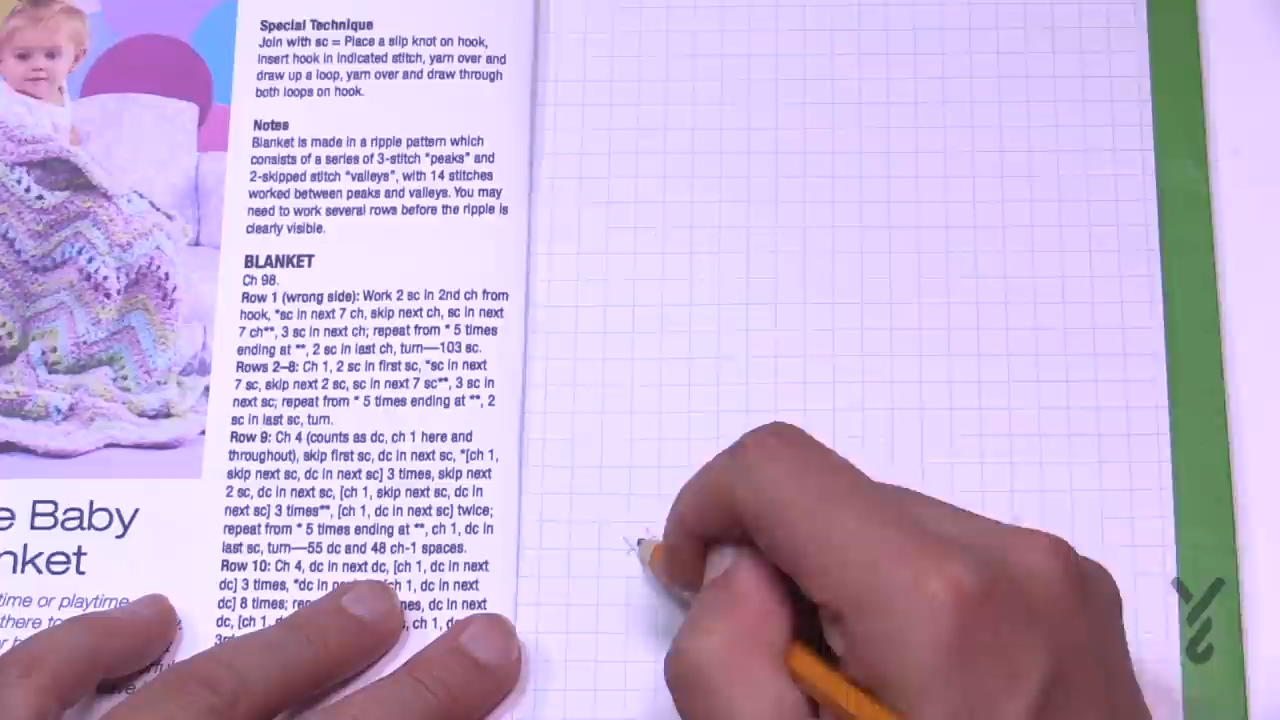 Special Technique
Join with sc = Place a slip knot on hook,
insert hook in indicated stitch, yarn over and
draw up a loop, yarn over and draw through
both loops on hook.
Notes
Blanket is made in a ripple pattern which
consists of a series of 3-stitch "peaks" and
2-skipped stitch "valleys", with 14 stitches
worked between peaks and valleys. You may
need to work several rows before the ripple is
clearly visible.
BLANKET
Ch 98.
Row 1 (wrong side): Work 2 sc in 2nd ch from
hook, *sc in next 7 ch, skip next ch, sc in next
7 ch**, 3 sc in next ch; repeat from * 5 times
ending at **, 2 sc in last ch, turn—103 sc.
Rows 2–8: Ch 1, 2 sc in first sc, *sc in next
7 sc, skip next 2 sc, sc in next 7 sc**, 3 sc in
next sc; repeat from * 5 times ending at **, 2
sc in last sc, turn.
Row 9: Ch 4 (counts as dc, ch 1 here and
throughout), skip first sc, dc in next sc, *[ch 1,
skip next sc, dc in next sc] 3 times, skip next
2 sc, dc in next sc, [ch 1, skip next sc, dc in
next sc] 3 times**, [ch 1, dc in next sc] twice;
repeat from * 5 times ending at **, ch 1, dc in
last sc, turn—55 dc and 48 ch-1 spaces.
Row 10: Ch 4, dc in next dc, [ch 1, dc in next
dc] 3 times, *dc in ch 1, dc in next
dc] 8 times; dc in next
dc, [ch 1, ch 1,
e Baby
nket
time or playtime
there